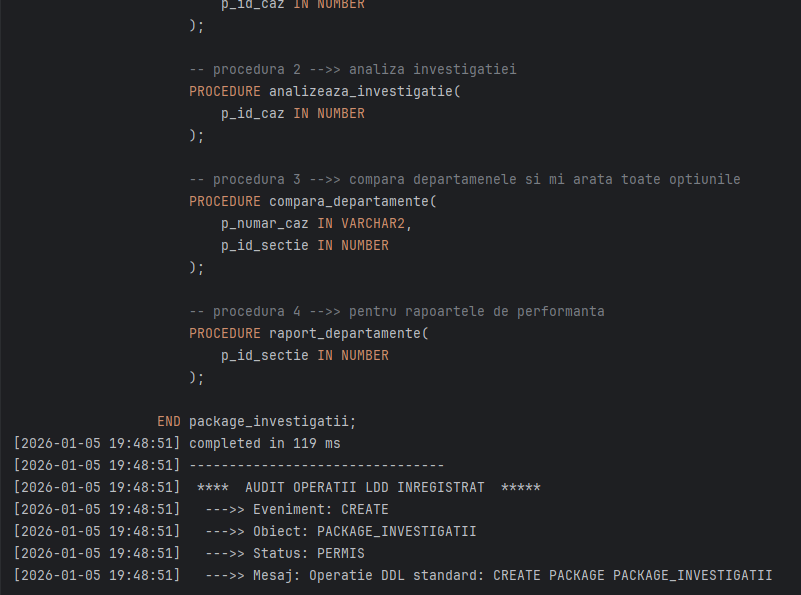 p_id_caz IN NUMBER
);
-- procedura 2 -->> analiza investigatiei
PROCEDURE analizeaza_investigatie(
p_id_caz IN NUMBER
);
-- procedura 3 -->> compara departamenele si mi arata toate optiunile
PROCEDURE compara_departamente(
p_numar_caz IN VARCHAR2,
p_id_sectie IN NUMBER
);
-- procedura 4 -->> pentru rapoartele de performanta
PROCEDURE raport_departamente(
p_id_sectie IN NUMBER
);
END package_investigatii;
[2026-01-05 19:48:51] completed in 119 ms
[2026-01-05 19:48:51] --------------------------------
[2026-01-05 19:48:51]  ****  AUDIT OPERATII LDD INREGISTRAT  *****
[2026-01-05 19:48:51]   --->> Eveniment: CREATE
[2026-01-05 19:48:51]   --->> Obiect: PACKAGE_INVESTIGATII
[2026-01-05 19:48:51]   --->> Status: PERMIS
[2026-01-05 19:48:51]   --->> Mesaj: Operatie DDL standard: CREATE PACKAGE PACKAGE_INVESTIGATII